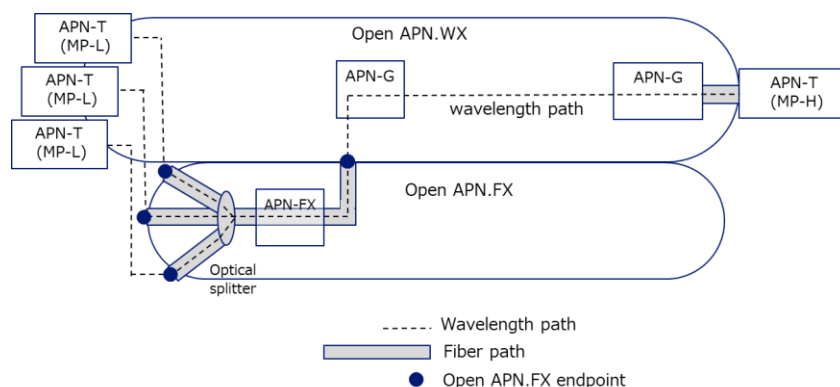 APN-T
(MP-L)
APN-T
(MP-L)
APN-T
(MP-L)
Open APN.WX
APN-G
APN-G
APN-T
(MP-H)
wavelength path
Open APN.FX
APN-FX
Optical
splitter
Wavelength path
Fiber path
Open APN.FX endpoint